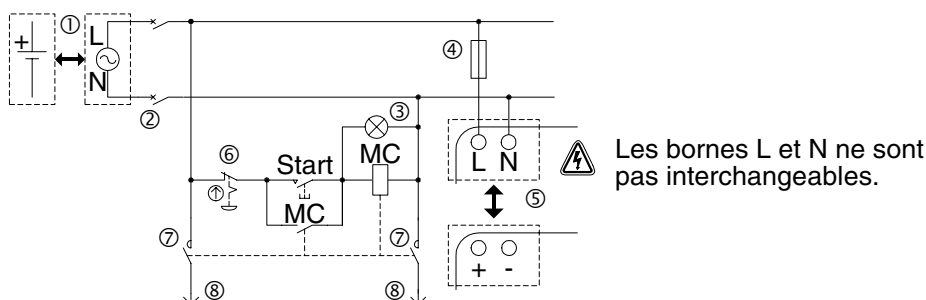 ①
L
+
N
②
④
③
MC
⑥
Start
MC
L N
Les bornes L et N ne sont
pas interchangeables.
⑤
⑦
⑦
+ -
⑧
⑧